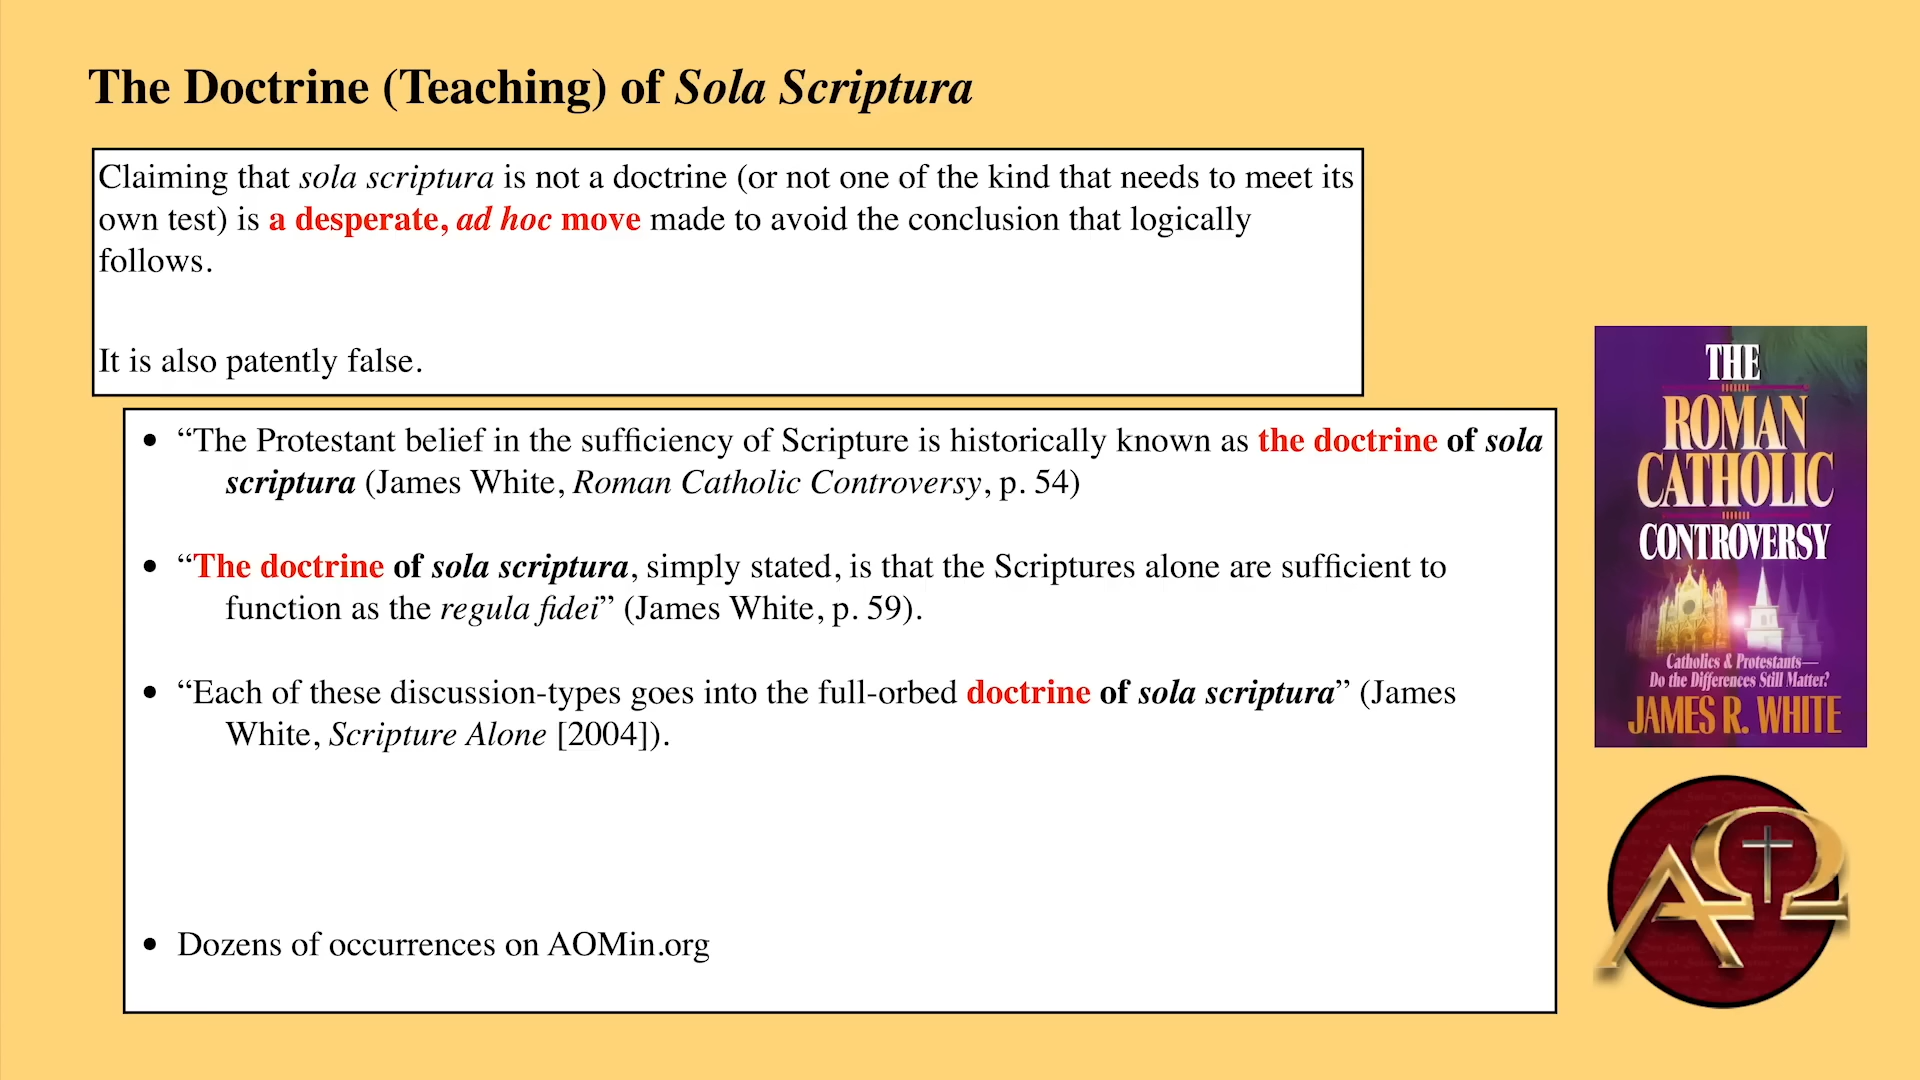 The Doctrine (Teaching) of Sola Scriptura
Claiming that sola scriptura is not a doctrine (or not one of the kind that needs to meet its
own test) is a desperate, ad hoc move made to avoid the conclusion that logically
follows.
It is also patently false.
• “The Protestant belief in the sufficiency of Scripture is historically known as the doctrine of sola
scriptura (James White, Roman Catholic Controversy, p. 54)
• “The doctrine of sola scriptura, simply stated, is that the Scriptures alone are sufficient to
function as the regula fidei” (James White, p. 59).
• “Each of these discussion-types goes into the full-orbed doctrine of sola scriptura” (James
White, Scripture Alone [2004]).
• Dozens of occurrences on AOMin.org
THE
ROMAN
CATHOLIC
CONTROVERSY
Catholics & Protestants—
Do the Differences Still Matter?
JAMES R. WHITE
ΑΩ